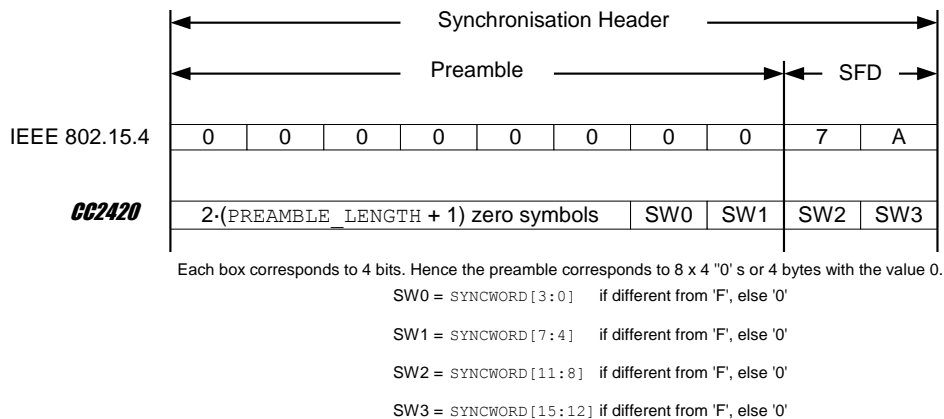 Synchronisation Header
Preamble SFD
IEEE 802.15.4 0 0 0 0 0 0 0 0 7 A
CC2420 2·(PREAMBLE_LENGTH + 1) zero symbols SW0 SW1 SW2 SW3
Each box corresponds to 4 bits. Hence the preamble corresponds to 8 x 4 "0' s or 4 bytes with the value 0.
SW0 = SYNCWORD[3:0] if different from 'F', else '0'
SW1 = SYNCWORD[7:4] if different from 'F', else '0'
SW2 = SYNCWORD[11:8] if different from 'F', else '0'
SW3 = SYNCWORD[15:12] if different from 'F', else '0'